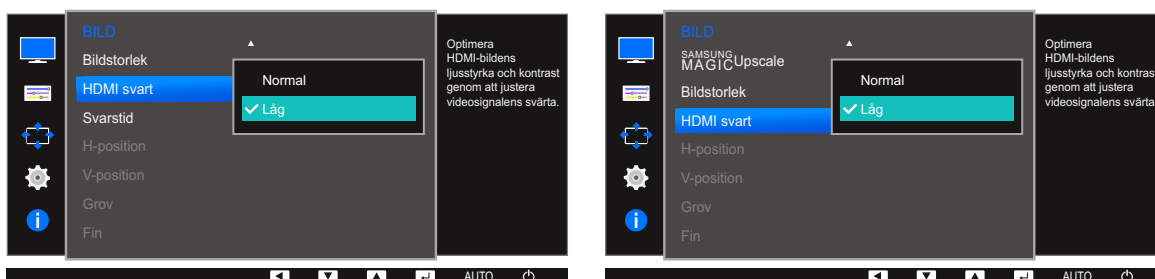 BILD
Bildstorlek
HDMI svart
Svarstid
H-position
V-position
Grov
Fin
Normal
Låg
Optimera
HDMI-bildens
ljusstyrka och kontrast
genom att justera
videosignalens svärta.
AUTO
BILD
SAMSUNG
MAGICUpscale
Bildstorlek
HDMI svart
H-position
V-position
Grov
Fin
Normal
Låg
Optimera
HDMI-bildens
ljusstyrka och kontras
genom att justera
videosignalens svärta
AUTO